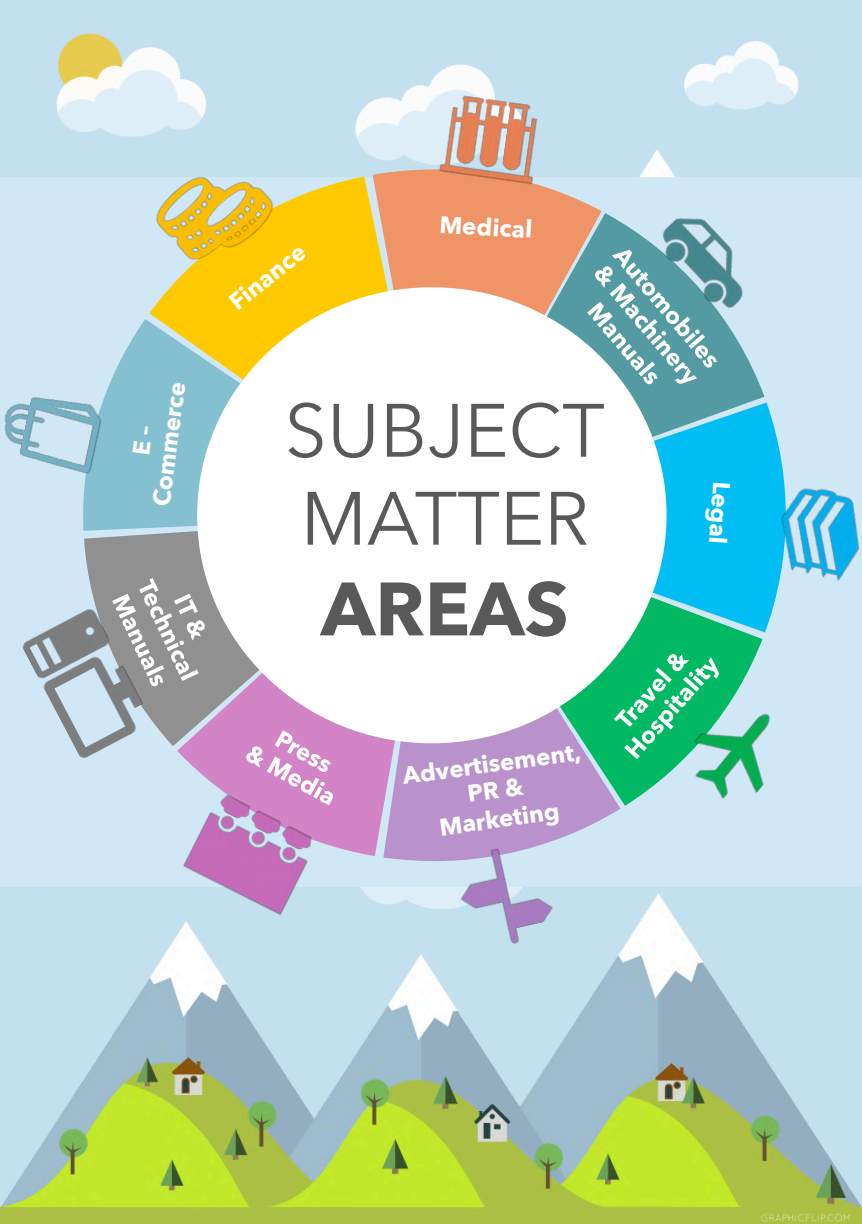 SUBJECT
MATTER
AREAS
Medical
Automobiles
& Machinery
Manuals
Legal
Travel &
Hospitality
Advertisement,
PR &
Marketing
Press
& Media
IT &
Technical
Manuals
E –
Commerce
Finance
GRAPHICFLIP.COM